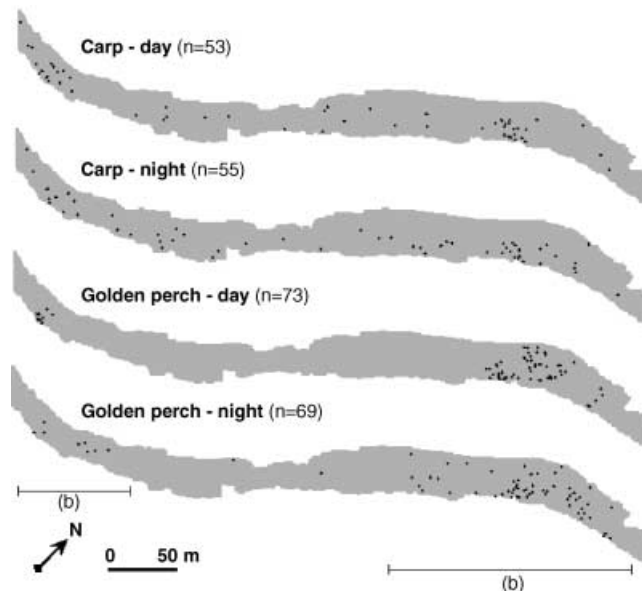 Carp - day (n=53)
Carp - night (n=55)
Golden perch - day (n=73)
Golden perch - night (n=69)
(b)
N
0 50 m
(b)